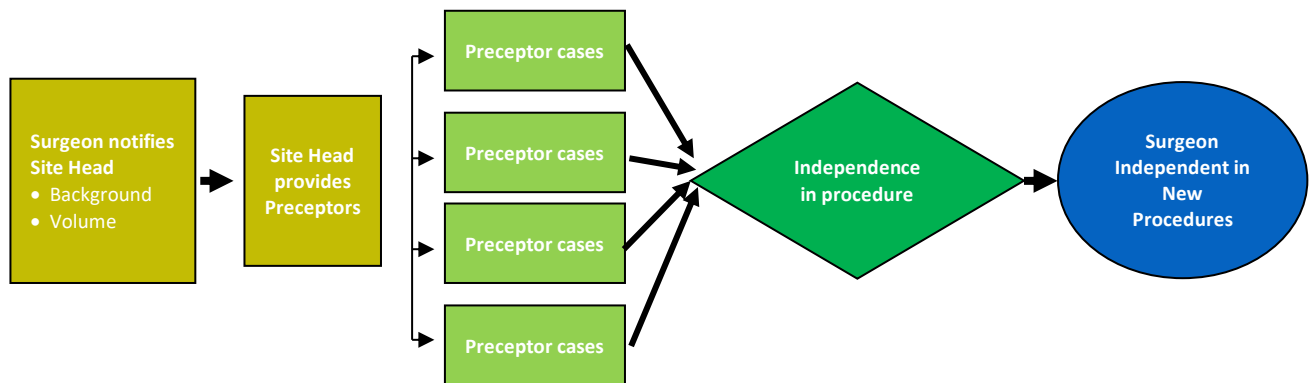 Surgeon notifies
Site Head
• Background
• Volume
Site Head
provides
Preceptors
Preceptor cases
Preceptor cases
Preceptor cases
Preceptor cases
Independence
in procedure
Surgeon
Independent in
New
Procedures